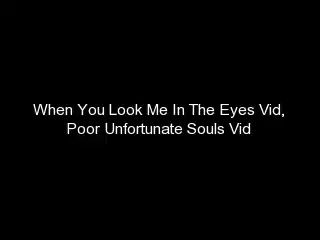 When You Look Me In The Eyes Vid,
Poor Unfortunate Souls Vid